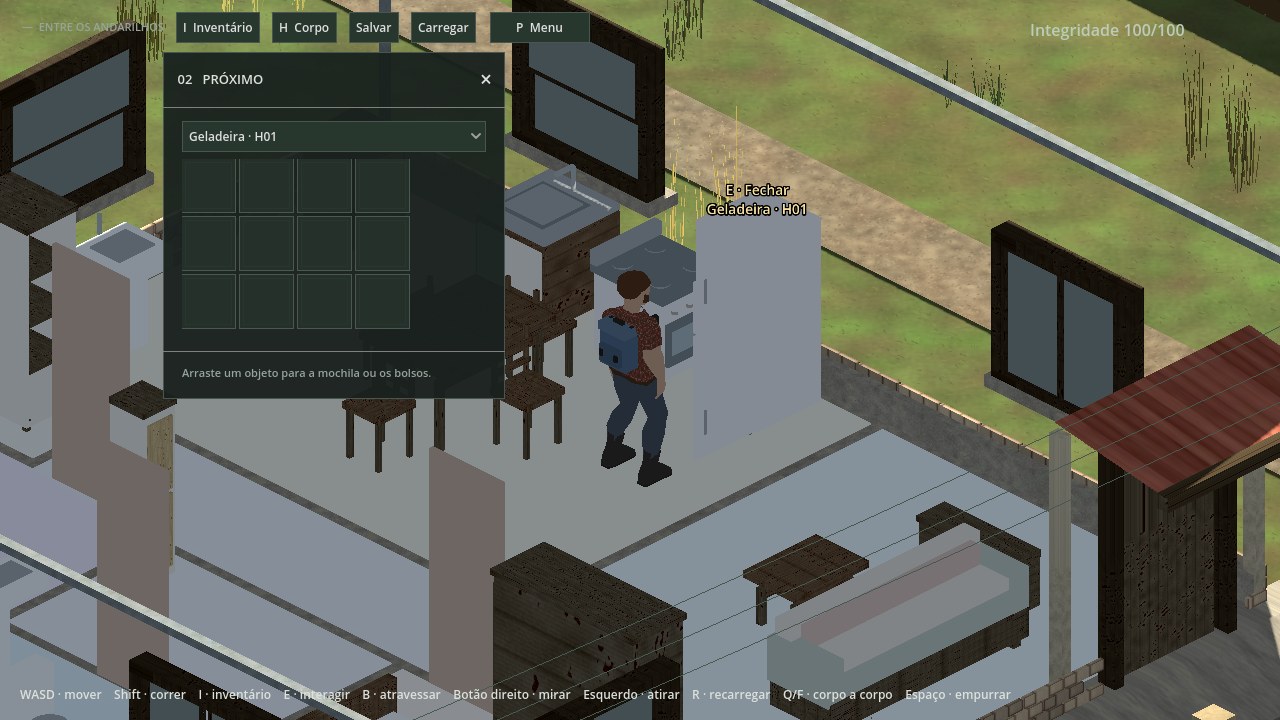 — ENTRE OS ANDARILHOS
I Inventário
H Corpo
Salvar
Carregar
P Menu
Integridade 100/100
02 PRÓXIMO
×
Geladeira · H01
Arraste um objeto para a mochila ou os bolsos.
E · Fechar
Geladeira · H01
WASD · mover Shift · correr I · inventário E · interagir B · atravessar Botão direito · mirar Esquerdo · atirar R · recarregar Q/F · corpo a corpo Espaço · empurrar